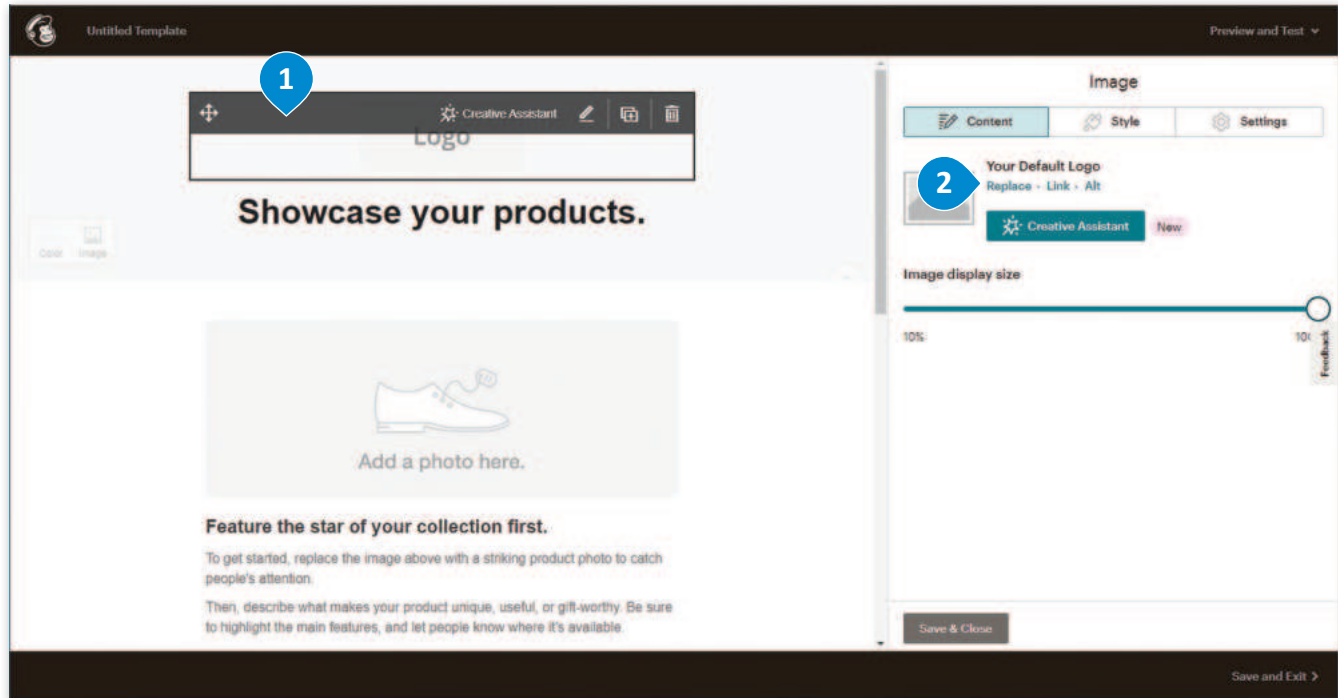 Untitled Template
Preview and Test
1
Creative Assistant
Logo
Showcase your products.
Color Image
Add a photo here.
Feature the star of your collection first.
To get started, replace the image above with a striking product photo to catch
people's attention.
Then, describe what makes your product unique, useful, or gift-worthy. Be sure
to highlight the main features, and let people know where it's available.
Image
Content Style Settings
2
Your Default Logo
Replace · Link · Alt
Creative Assistant New
Image display size
10% 10
Feedback
Save & Close
Save and Exit